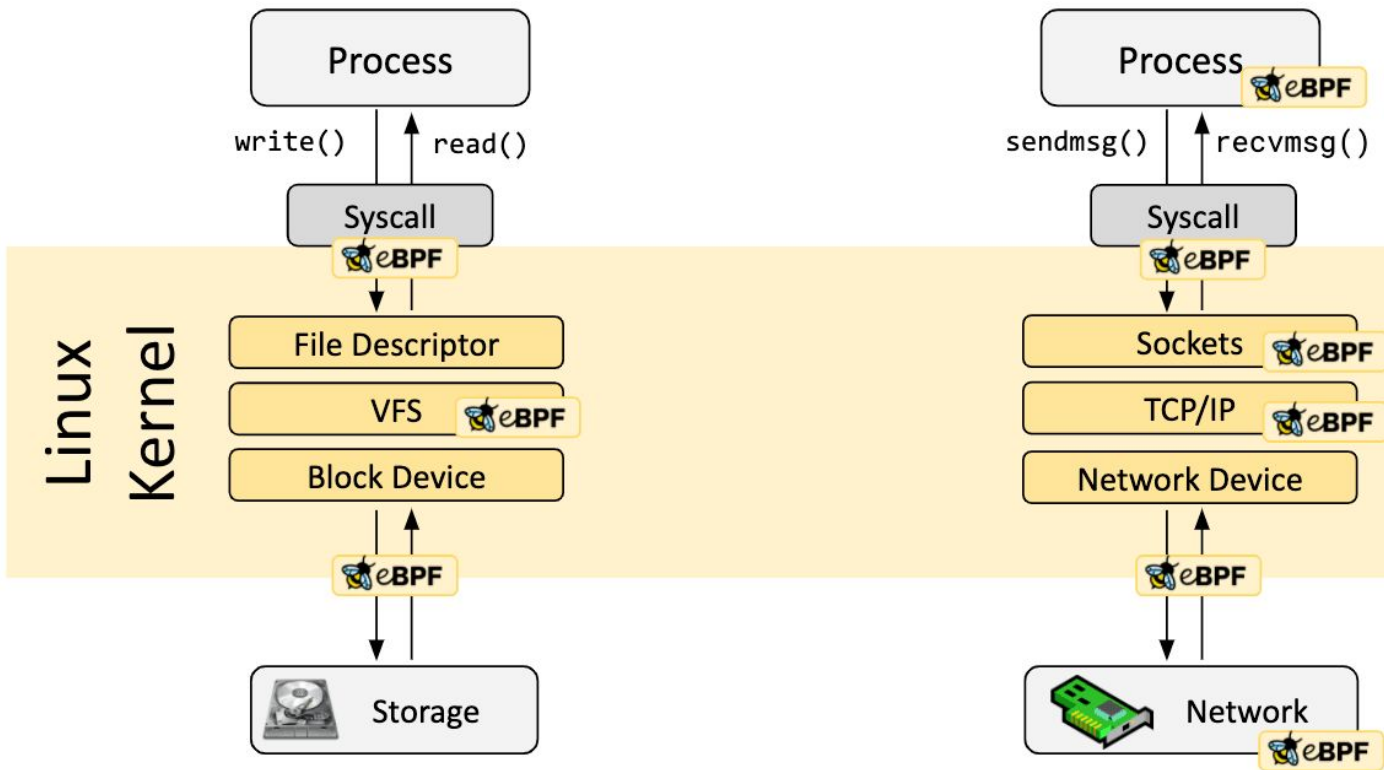 Process
write()
read()
Syscall
eBPF
File Descriptor
VFS
eBPF
Block Device
eBPF
Storage
Linux
Kernel
Process
eBPF
sendmsg()
recvmsg()
Syscall
eBPF
Sockets
eBPF
TCP/IP
eBPF
Network Device
eBPF
Network
eBPF